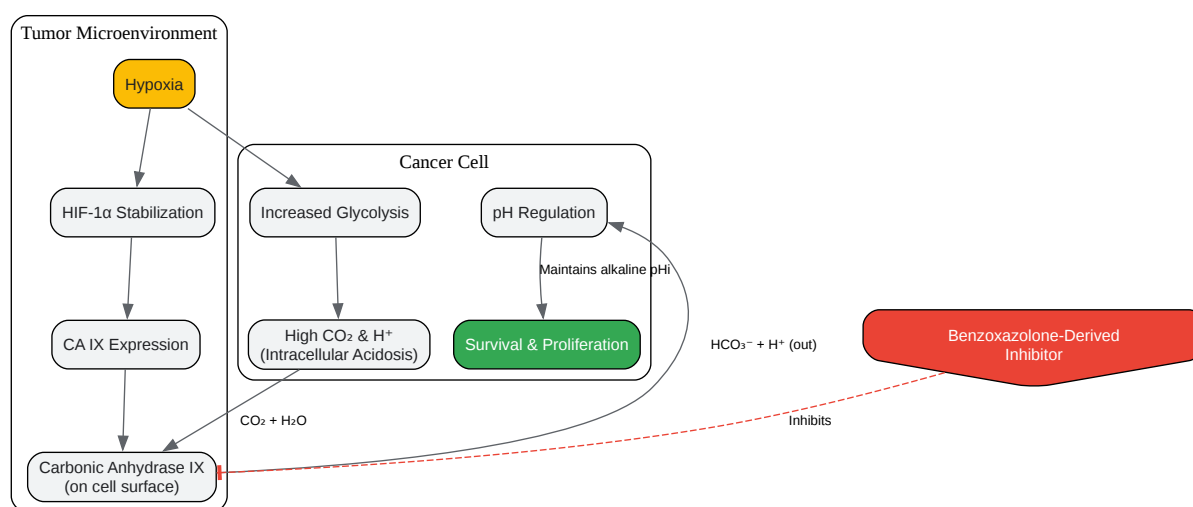 Tumor Microenvironment
Hypoxia
Cancer Cell
HIF-1α Stabilization
Increased Glycolysis
pH Regulation
Maintains alkaline pHi
CA IX Expression
High CO₂ & H⁺
(Intracellular Acidosis)
Survival & Proliferation
HCO₃⁻ + H⁺ (out)
Benzoxazolone-Derived
Inhibitor
CO₂ + H₂O
Inhibits
Carbonic Anhydrase IX
(on cell surface)